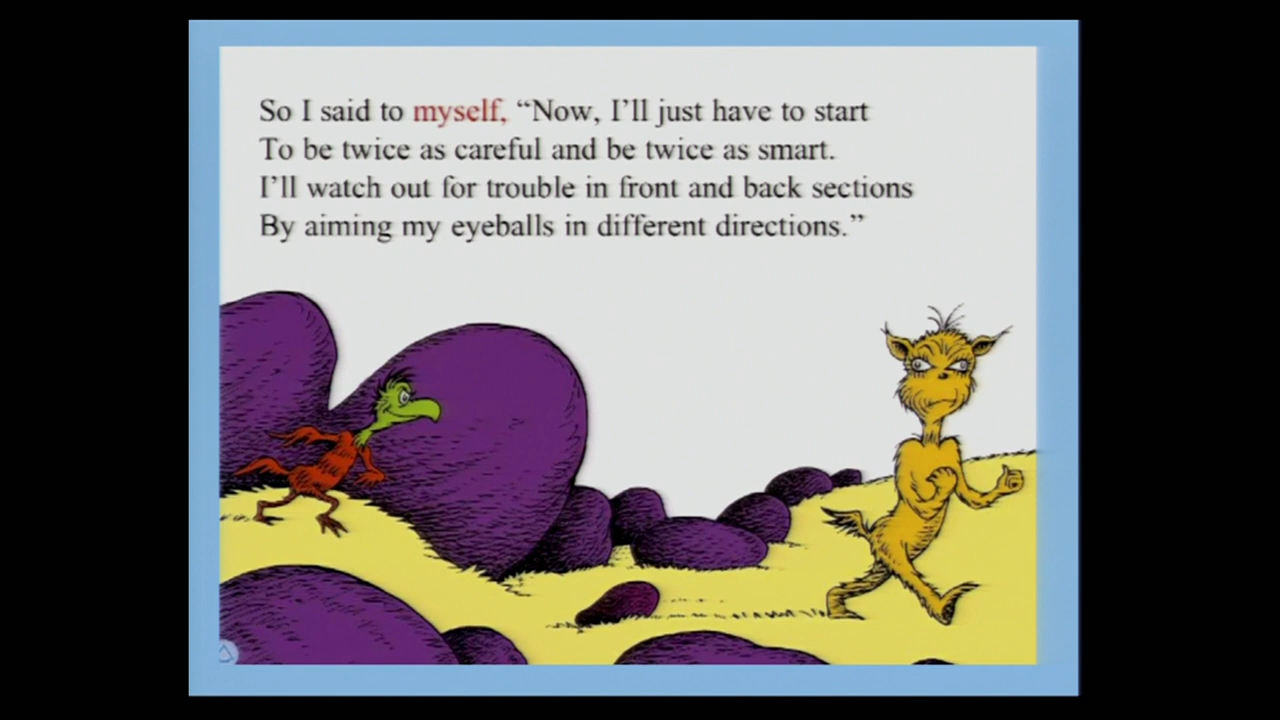 So I said to myself, “Now, I’ll just have to start
To be twice as careful and be twice as smart.
I’ll watch out for trouble in front and back sections
By aiming my eyeballs in different directions.”